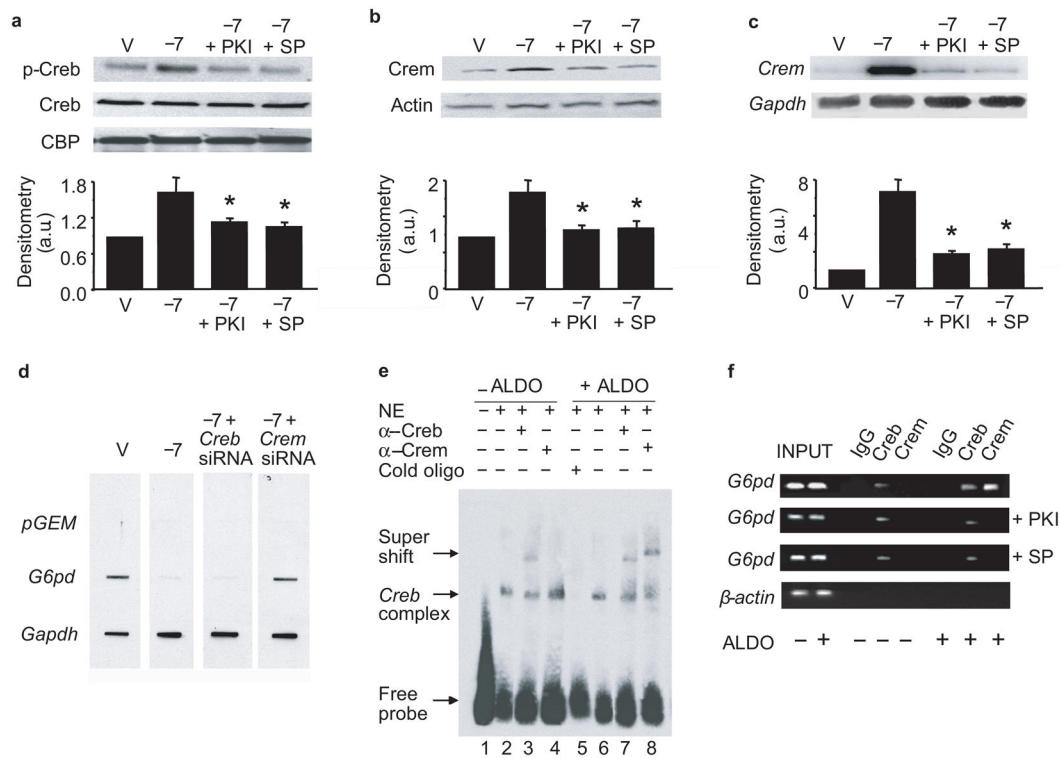 a
V −7 −7 + PKI −7 + SP
p-Creb
Creb
CBP
Densitometry (a.u)
1.8
1.2
0.6
0.0
* *
V −7 −7 + PKI −7 + SP
b
V −7 −7 + PKI −7 + SP
Crem
Actin
Densitometry (a.u.)
2
1
0
* *
V −7 −7 + PKI −7 + SP
c
V −7 −7 + PKI −7 + SP
Crem
Gapdh
Densitometry (a.u.)
8
4
2
0
* *
V −7 −7 + PKI −7 + SP
d
V −7 −7 + Creb siRNA −7 + Crem siRNA
pGEM
G6pd
Gapdh
e
– ALDO + ALDO
NE – + + + + + + +
α–Creb – – + – – – + –
α–Crem – – – + – – – +
Cold oligo – – – – + – – –
Super shift
Creb complex
Free probe
1 2 3 4 5 6 7 8
f
INPUT IgG Creb Crem IgG Creb Crem
G6pd
G6pd + PKI
G6pd + SP
β-actin
ALDO – + – – – + + +